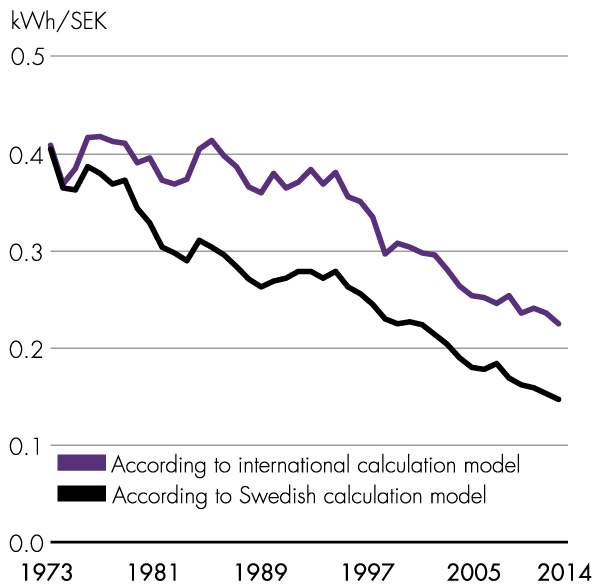 kWh/SEK
0.5
0.4
0.3
0.2
0.1
According to international calculation model
According to Swedish calculation model
0.0
1973 1981 1989 1997 2005 2014